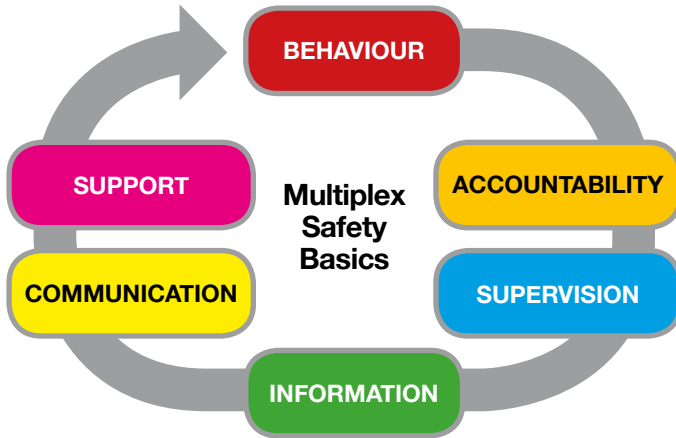 BEHAVIOUR
SUPPORT
ACCOUNTABILITY
Multiplex
Safety
Basics
COMMUNICATION
SUPERVISION
INFORMATION